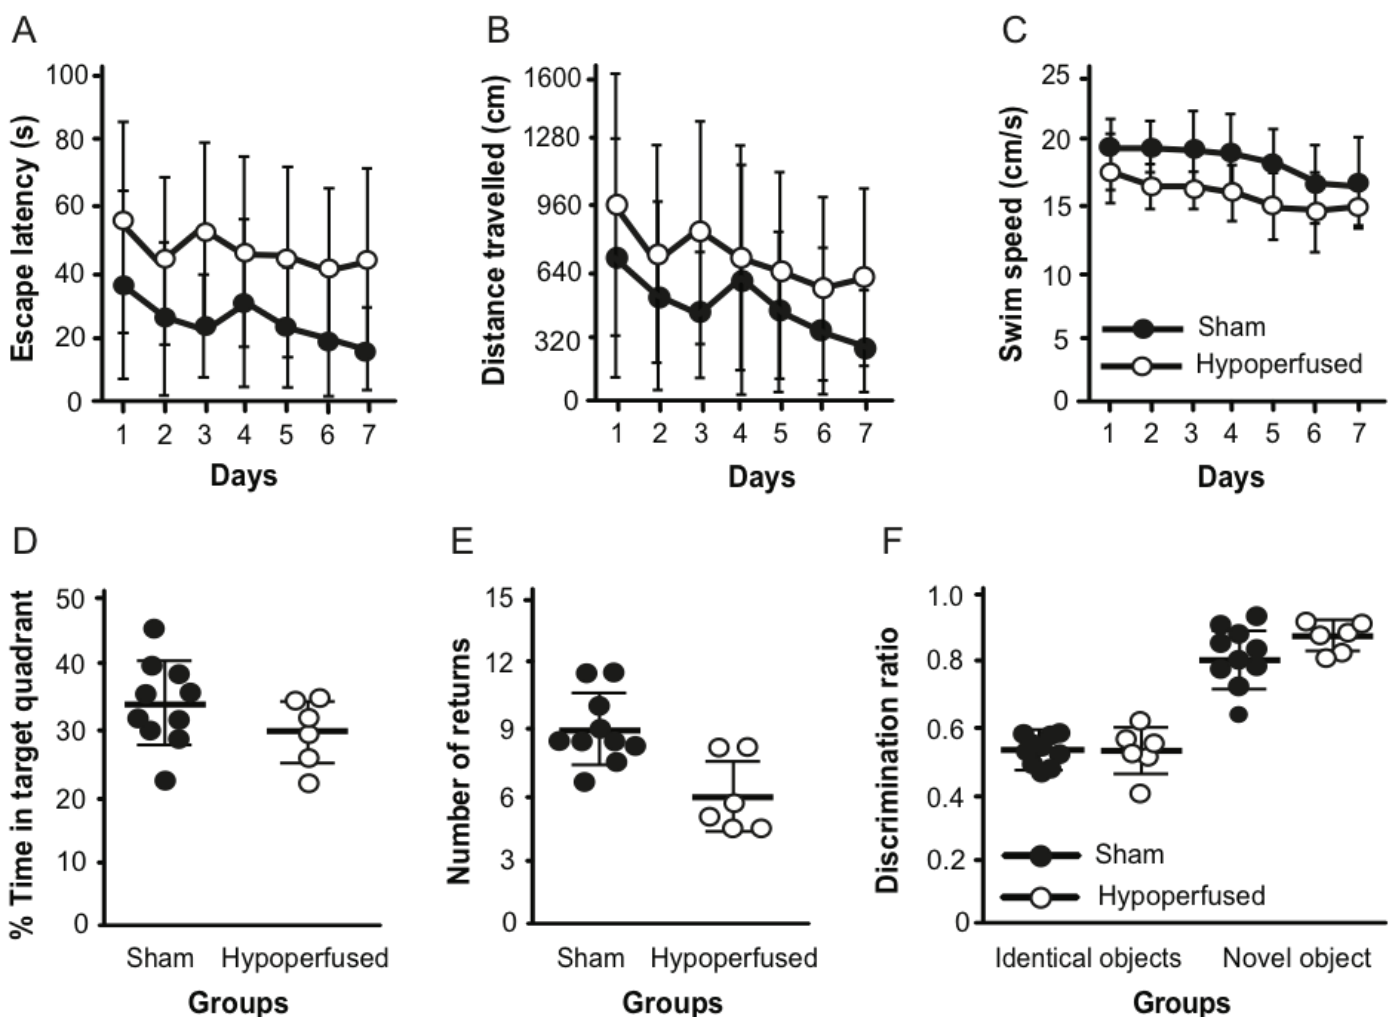 A
Escape latency (s)
100
80
60
40
20
0
1 2 3 4 5 6 7
Days
B
Distance travelled (cm)
1600
1280
960
640
320
0
1 2 3 4 5 6 7
Days
C
Swim speed (cm/s)
25
20
15
10
5
0
Sham
Hypoperfused
1 2 3 4 5 6 7
Days
D
% Time in target quadrant
50
40
30
20
10
0
Sham Hypoperfused
Groups
E
Number of returns
15
12
9
6
3
0
Sham Hypoperfused
Groups
F
Discrimination ratio
1.0
0.8
0.6
0.4
0.2
0
Sham
Hypoperfused
Identical objects Novel object
Groups